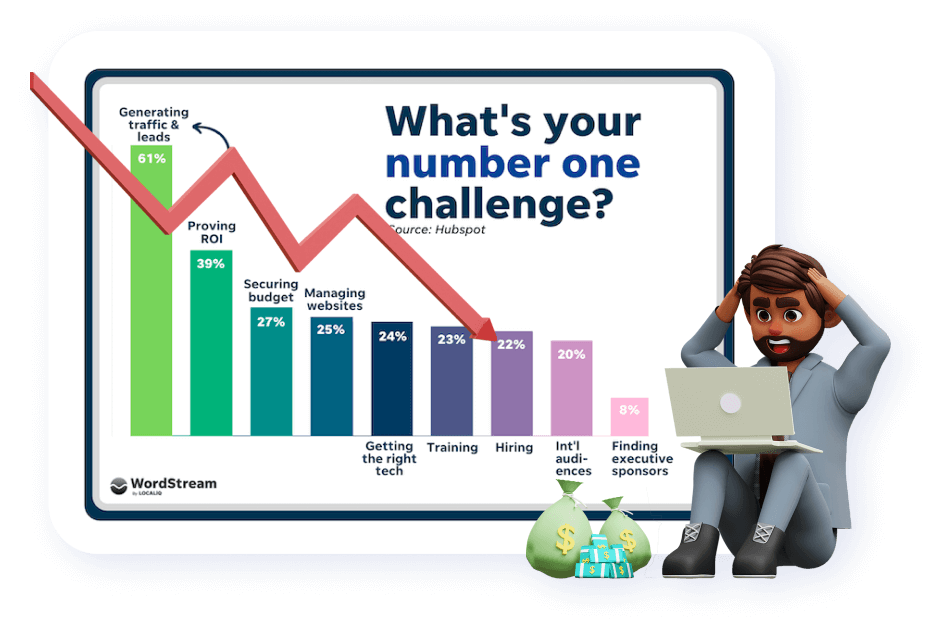 What's your
number one
challenge?
Source: Hubspot
Generating
traffic &
leads
61%
Proving
ROI
39%
Securing
budget
27%
Managing
websites
25%
24%
23%
22%
20%
8%
Getting
the right
tech
Training
Hiring
Int'l
audi-
ences
Finding
executive
sponsors
WordStream
By LOCALiQ
$
$
$
$
$